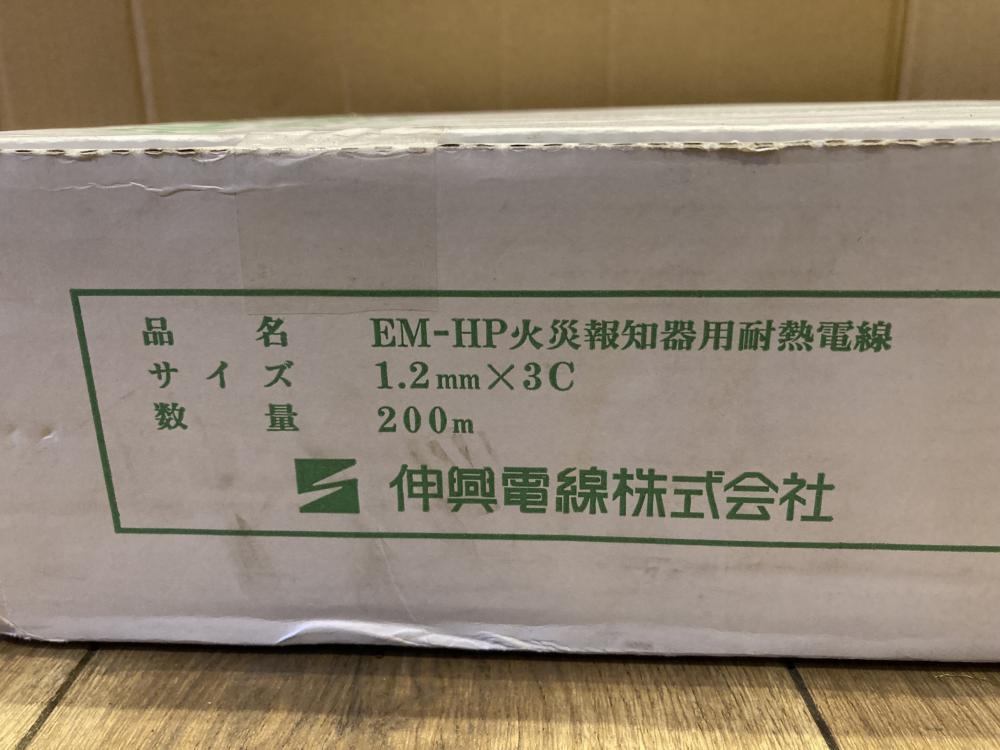 品名 EM-HP火災報知器用耐熱電線
サイズ 1.2mm×3C
数量 200m
伸興電線株式会社